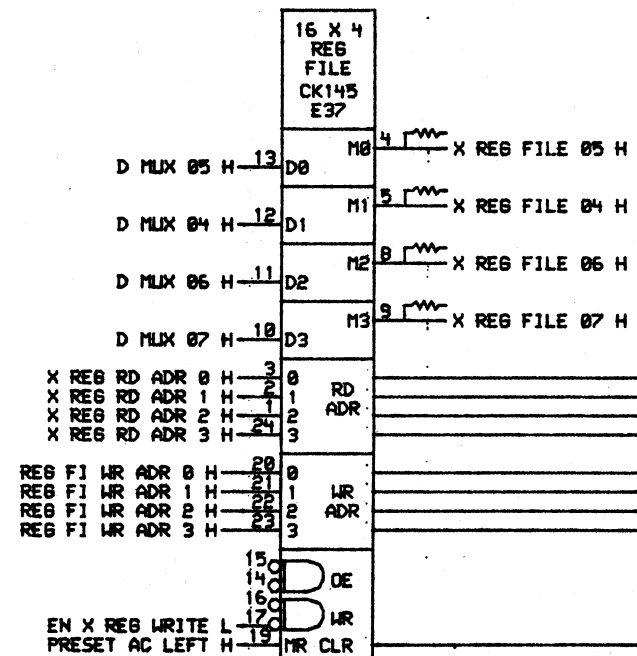 16 X 4
REG
FILE
CK145
E37
D MUX 05 H 13 D0 M0 4 X REG FILE 05 H
D MUX 04 H 12 D1 M1 5 X REG FILE 04 H
D MUX 06 H 11 D2 M2 8 X REG FILE 06 H
D MUX 07 H 10 D3 M3 9 X REG FILE 07 H
X REG RD ADR 0 H 3 0
X REG RD ADR 1 H 2 1
X REG RD ADR 2 H 1 2
X REG RD ADR 3 H 24 3
RD
ADR
REG FI WR ADR 0 H 20 0
REG FI WR ADR 1 H 21 1
REG FI WR ADR 2 H 22 2
REG FI WR ADR 3 H 23 3
WR
ADR
15
14 OE
16
EN X REG WRITE L 17 WR
PRESET AC LEFT H 19 MR CLR